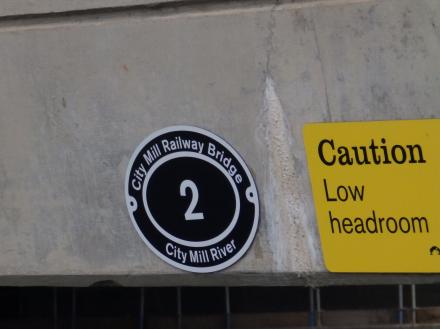 City Mill Railway Bridge
2
City Mill River
Caution
Low
headroom